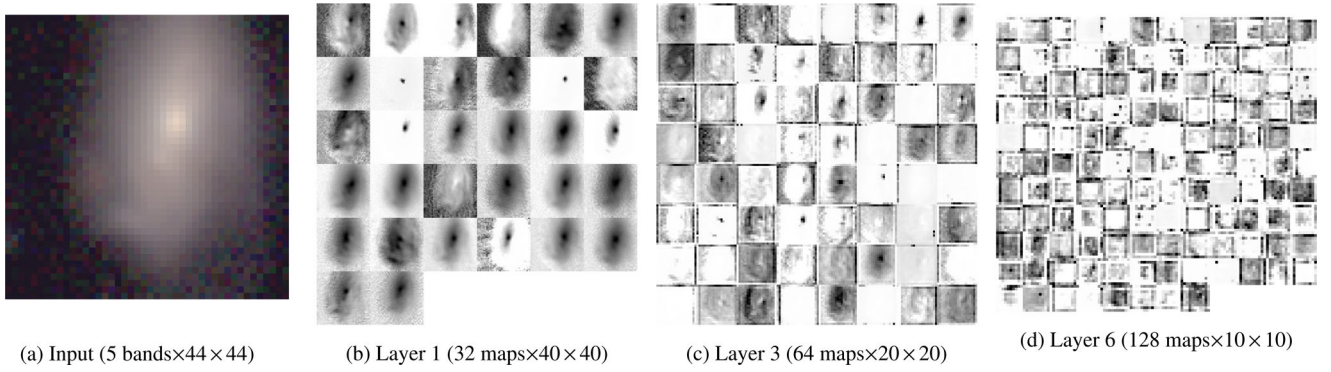 (a) Input (5 bands×44×44)
(b) Layer 1 (32 maps×40×40)
(c) Layer 3 (64 maps×20×20)
(d) Layer 6 (128 maps×10×10)